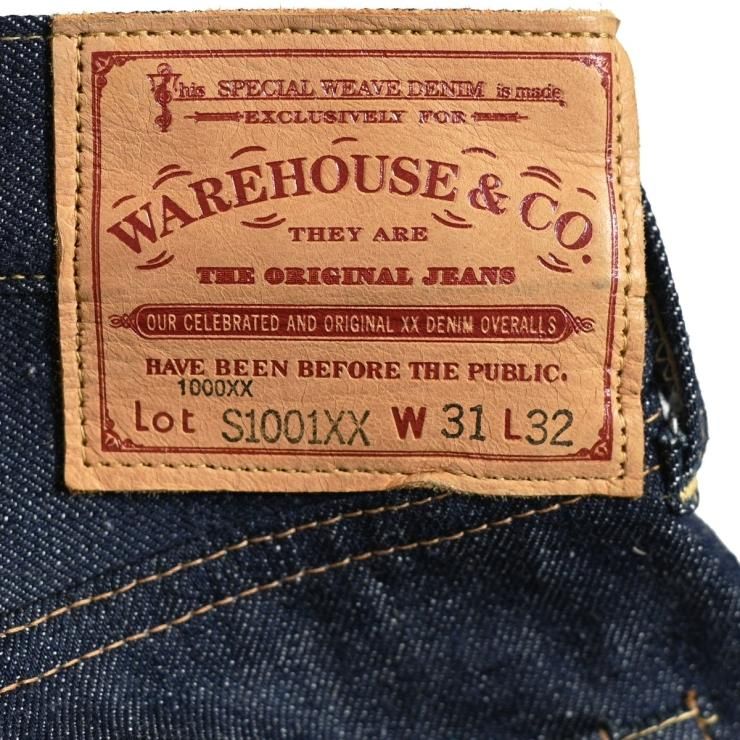 This SPECIAL WEAVE DENIM is made
EXCLUSIVELY FOR
WAREHOUSE & CO.
THEY ARE
THE ORIGINAL JEANS
OUR CELEBRATED AND ORIGINAL XX DENIM OVERALLS
HAVE BEEN BEFORE THE PUBLIC.
1000XX
Lot S1001XX W 31 L 32